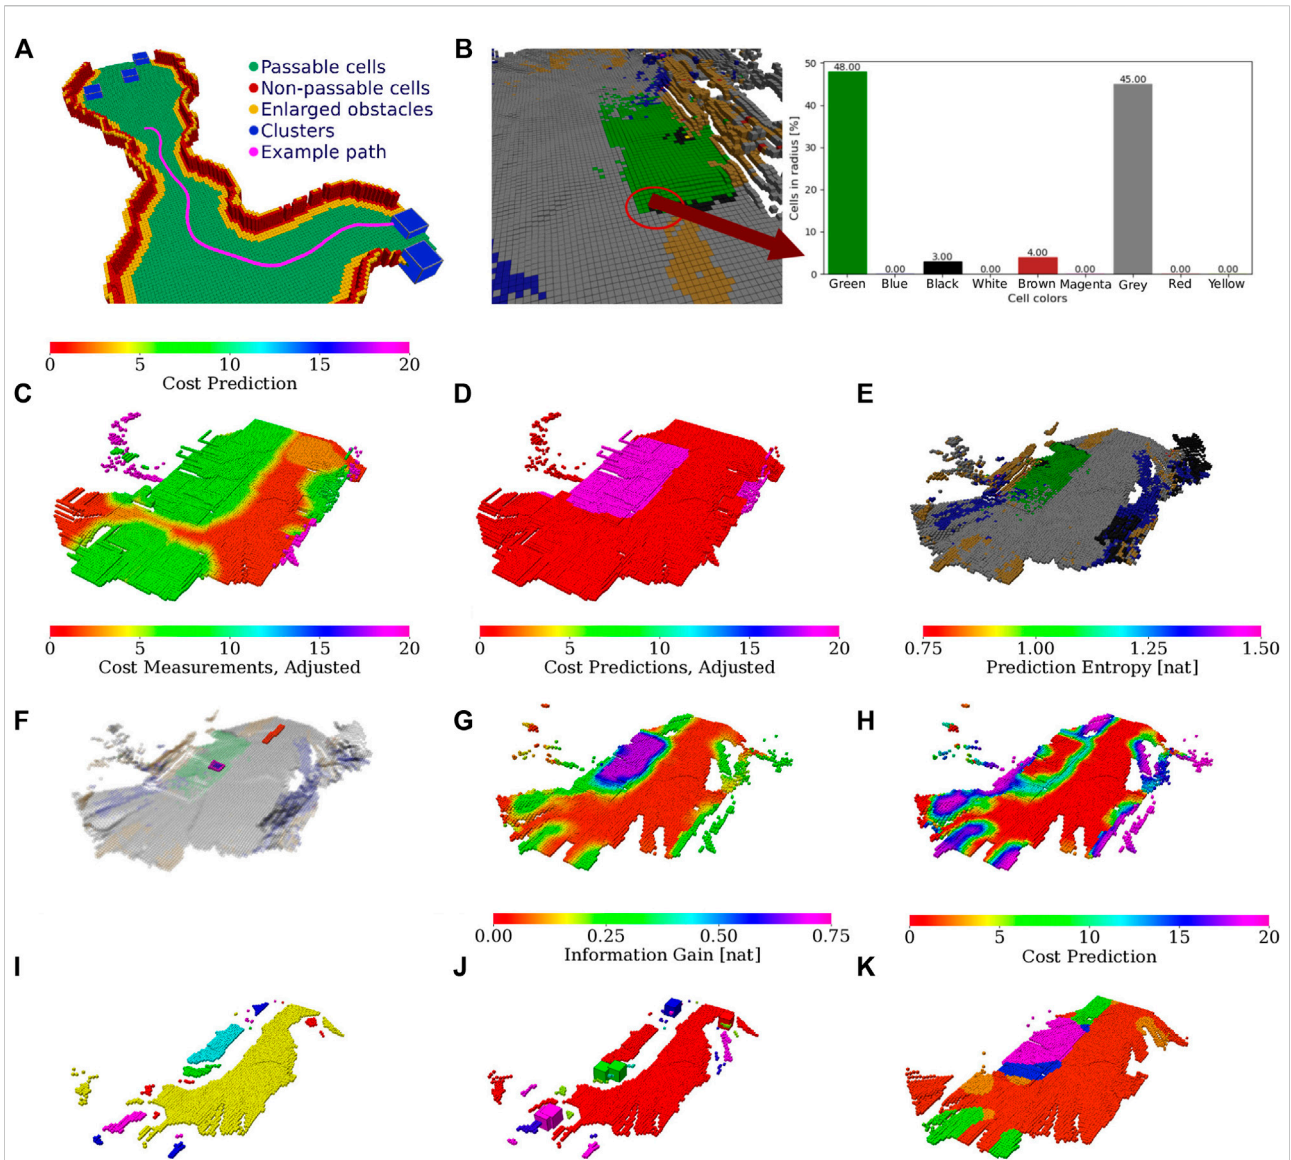 A
Passable cells
Non-passable cells
Enlarged obstacles
Clusters
Example path
B
Cells in radius [%]
50
40
30
20
10
0
48.00
0.00
3.00
0.00
4.00
0.00
45.00
0.00
0.00
Green Blue Black White Brown Magenta Grey Red Yellow
Cell colors
0 5 10 15 20
Cost Prediction
C
D
E
0 5 10 15 20
Cost Measurements, Adjusted
0 5 10 15 20
Cost Predictions, Adjusted
0.75 1.00 1.25 1.50
Prediction Entropy [nat]
F
G
H
0.00 0.25 0.50 0.75
Information Gain [nat]
0 5 10 15 20
Cost Prediction
I
J
K